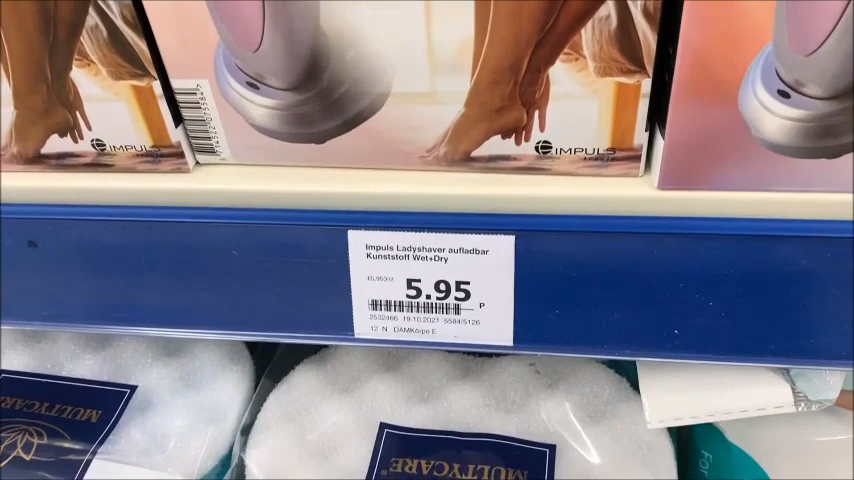 IMPULS
IMPULS
Impuls Ladyshaver aufladbar
Kunststoff Wet+Dry
5.95 P
2532466 19.10.2021 5584/5126
12 N DAMKörpe E
MULTYCARE
MULTYCARE
For